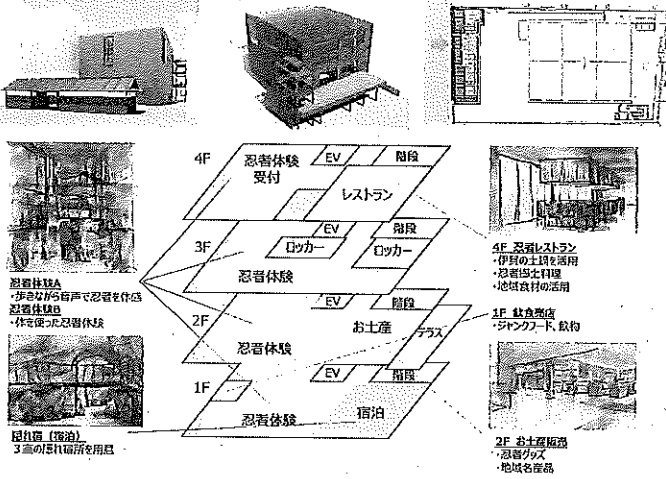 4F
忍者体験
受付
EV
階段
レストラン
3F
EV
階段
ロッカー
ロッカー
忍者体験
2F
EV
階段
お土産
テラス
忍者体験
1F
EV
階段
宿泊
忍者体験
忍者体験A
・歩きながら音声で忍者を体感
忍者体験B
・体を使った忍者体験
隠れ宿（宿泊）
3室の隠れ宿所を用意
4F 忍者レストラン
・伊賀の土鍋を活用
・忍者郷土料理
・地域食材の活用
1F 飲食売店
・ジャンクフード、飲物
2F お土産販売
・忍者グッズ
・地域名産品